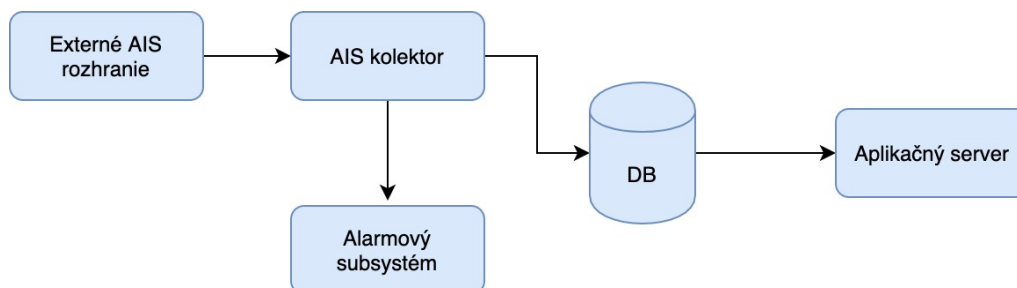 Externé AIS
rozhranie
AIS kolektor
DB
Aplikačný server
Alarmový
subsystém